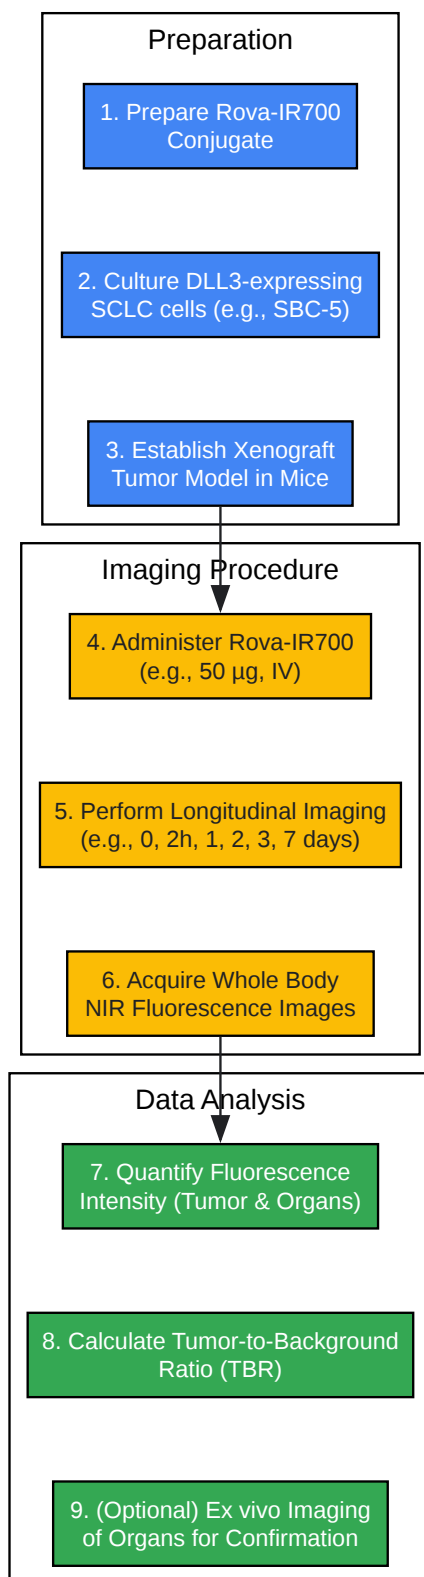 Preparation
1. Prepare Rova-IR700
Conjugate
2. Culture DLL3-expressing
SCLC cells (e.g., SBC-5)
3. Establish Xenograft
Tumor Model in Mice
Imaging Procedure
4. Administer Rova-IR700
(e.g., 50 µg, IV)
5. Perform Longitudinal Imaging
(e.g., 0, 2h, 1, 2, 3, 7 days)
6. Acquire Whole Body
NIR Fluorescence Images
Data Analysis
7. Quantify Fluorescence
Intensity (Tumor & Organs)
8. Calculate Tumor-to-Background
Ratio (TBR)
9. (Optional) Ex vivo Imaging
of Organs for Confirmation